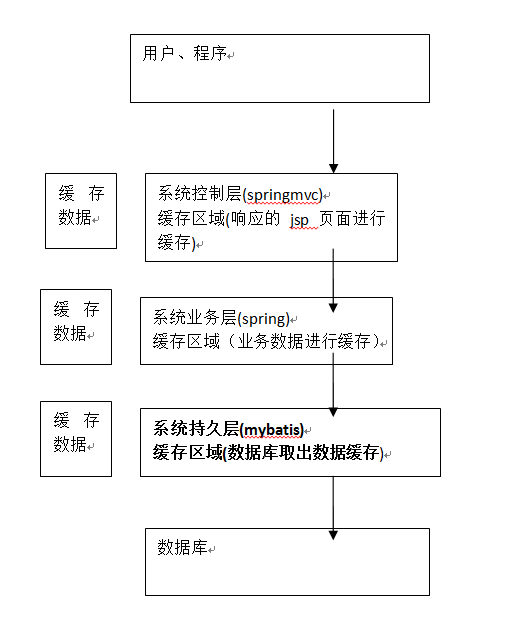 用户、程序
缓存
数据
系统控制层(springmvc)
缓存区域(响应的 jsp 页面进行
缓存)
缓存
数据
系统业务层(spring)
缓存区域（业务数据进行缓存）
缓存
数据
系统持久层(mybatis)
缓存区域(数据库取出数据缓存)
数据库